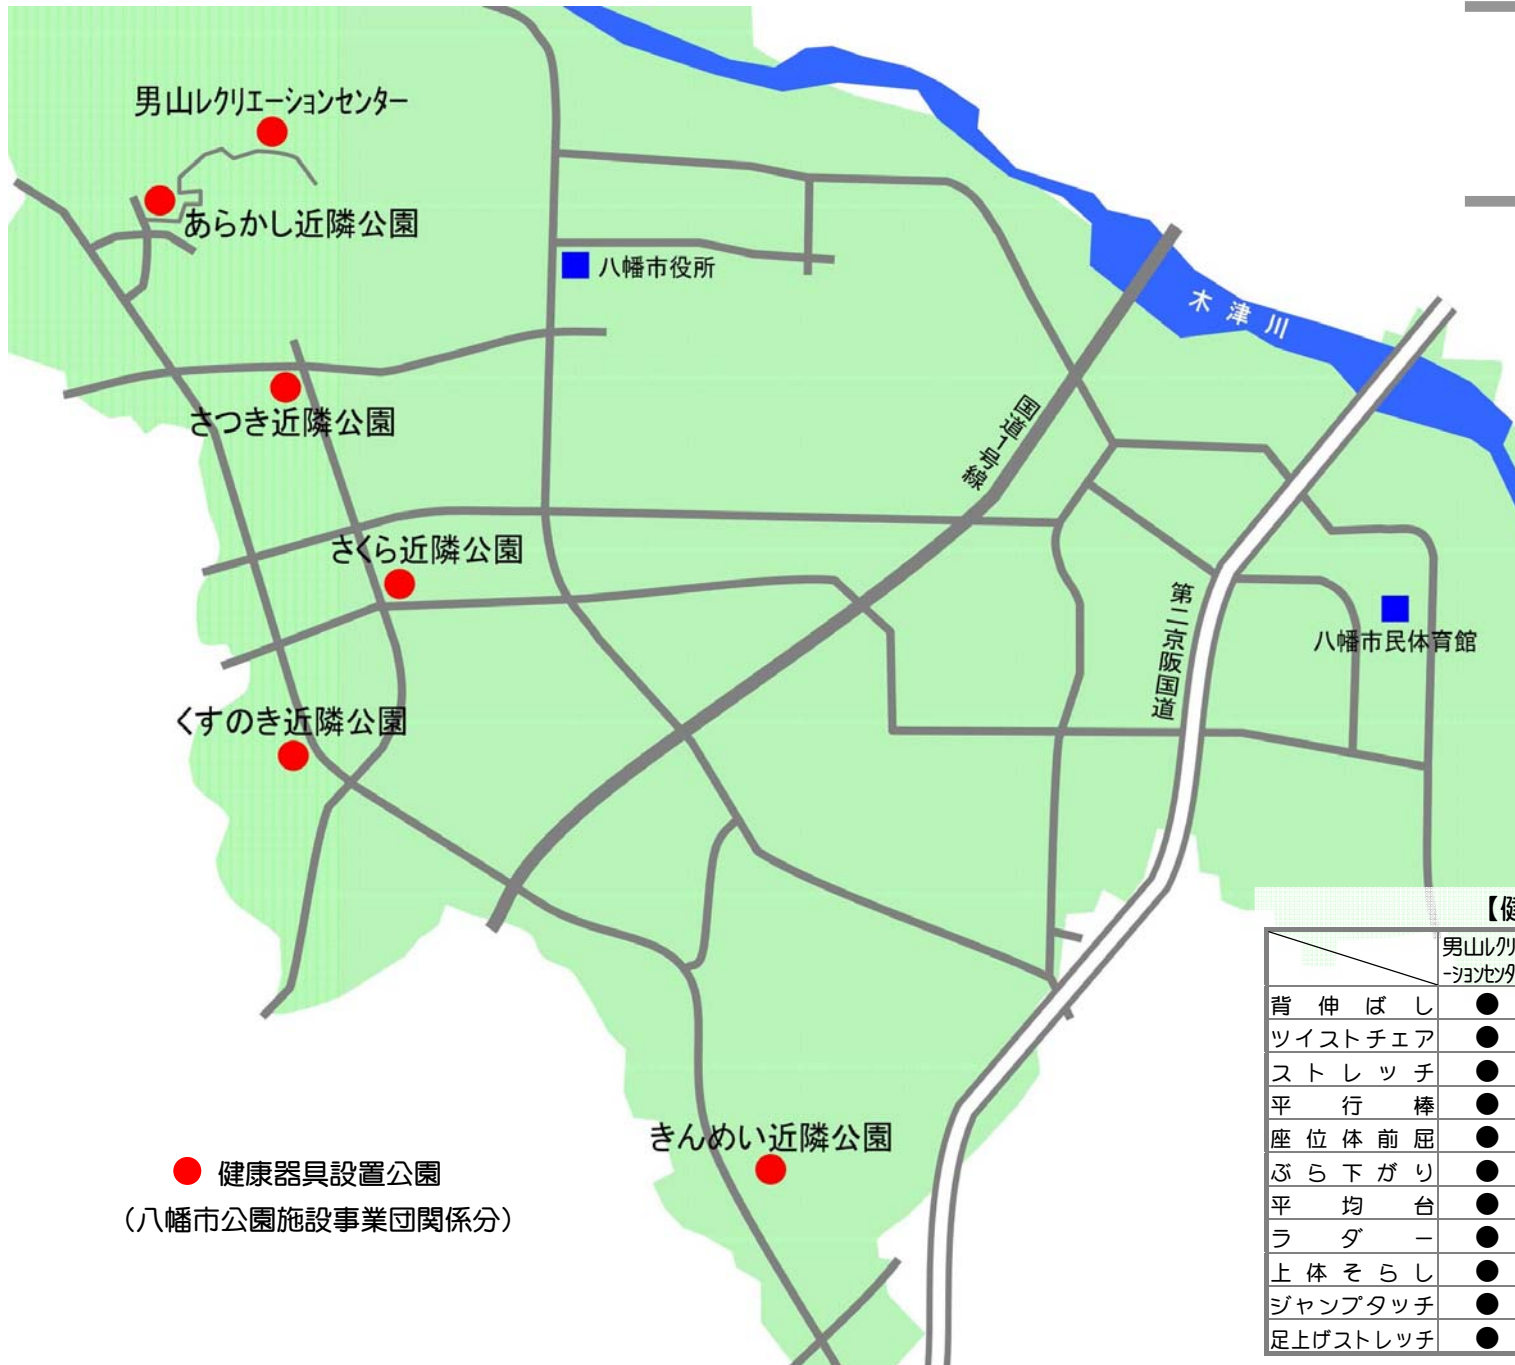 男山レクリエーションセンター
あらかし近隣公園
八幡市役所
木津川
さつき近隣公園
国道1号線
さくら近隣公園
第二京阪国道
八幡市民体育館
くすのき近隣公園
きんめい近隣公園
● 健康器具設置公園
（八幡市公園施設事業団関係分）
【健
男山レクリ
-ションセンタ
背伸ばし ●
ツイストチェア ●
ストレッチ ●
平行棒 ●
座位体前屈 ●
ぶら下がり ●
平均台 ●
ラダー ●
上体そらし ●
ジャンプタッチ ●
足上げストレッチ ●